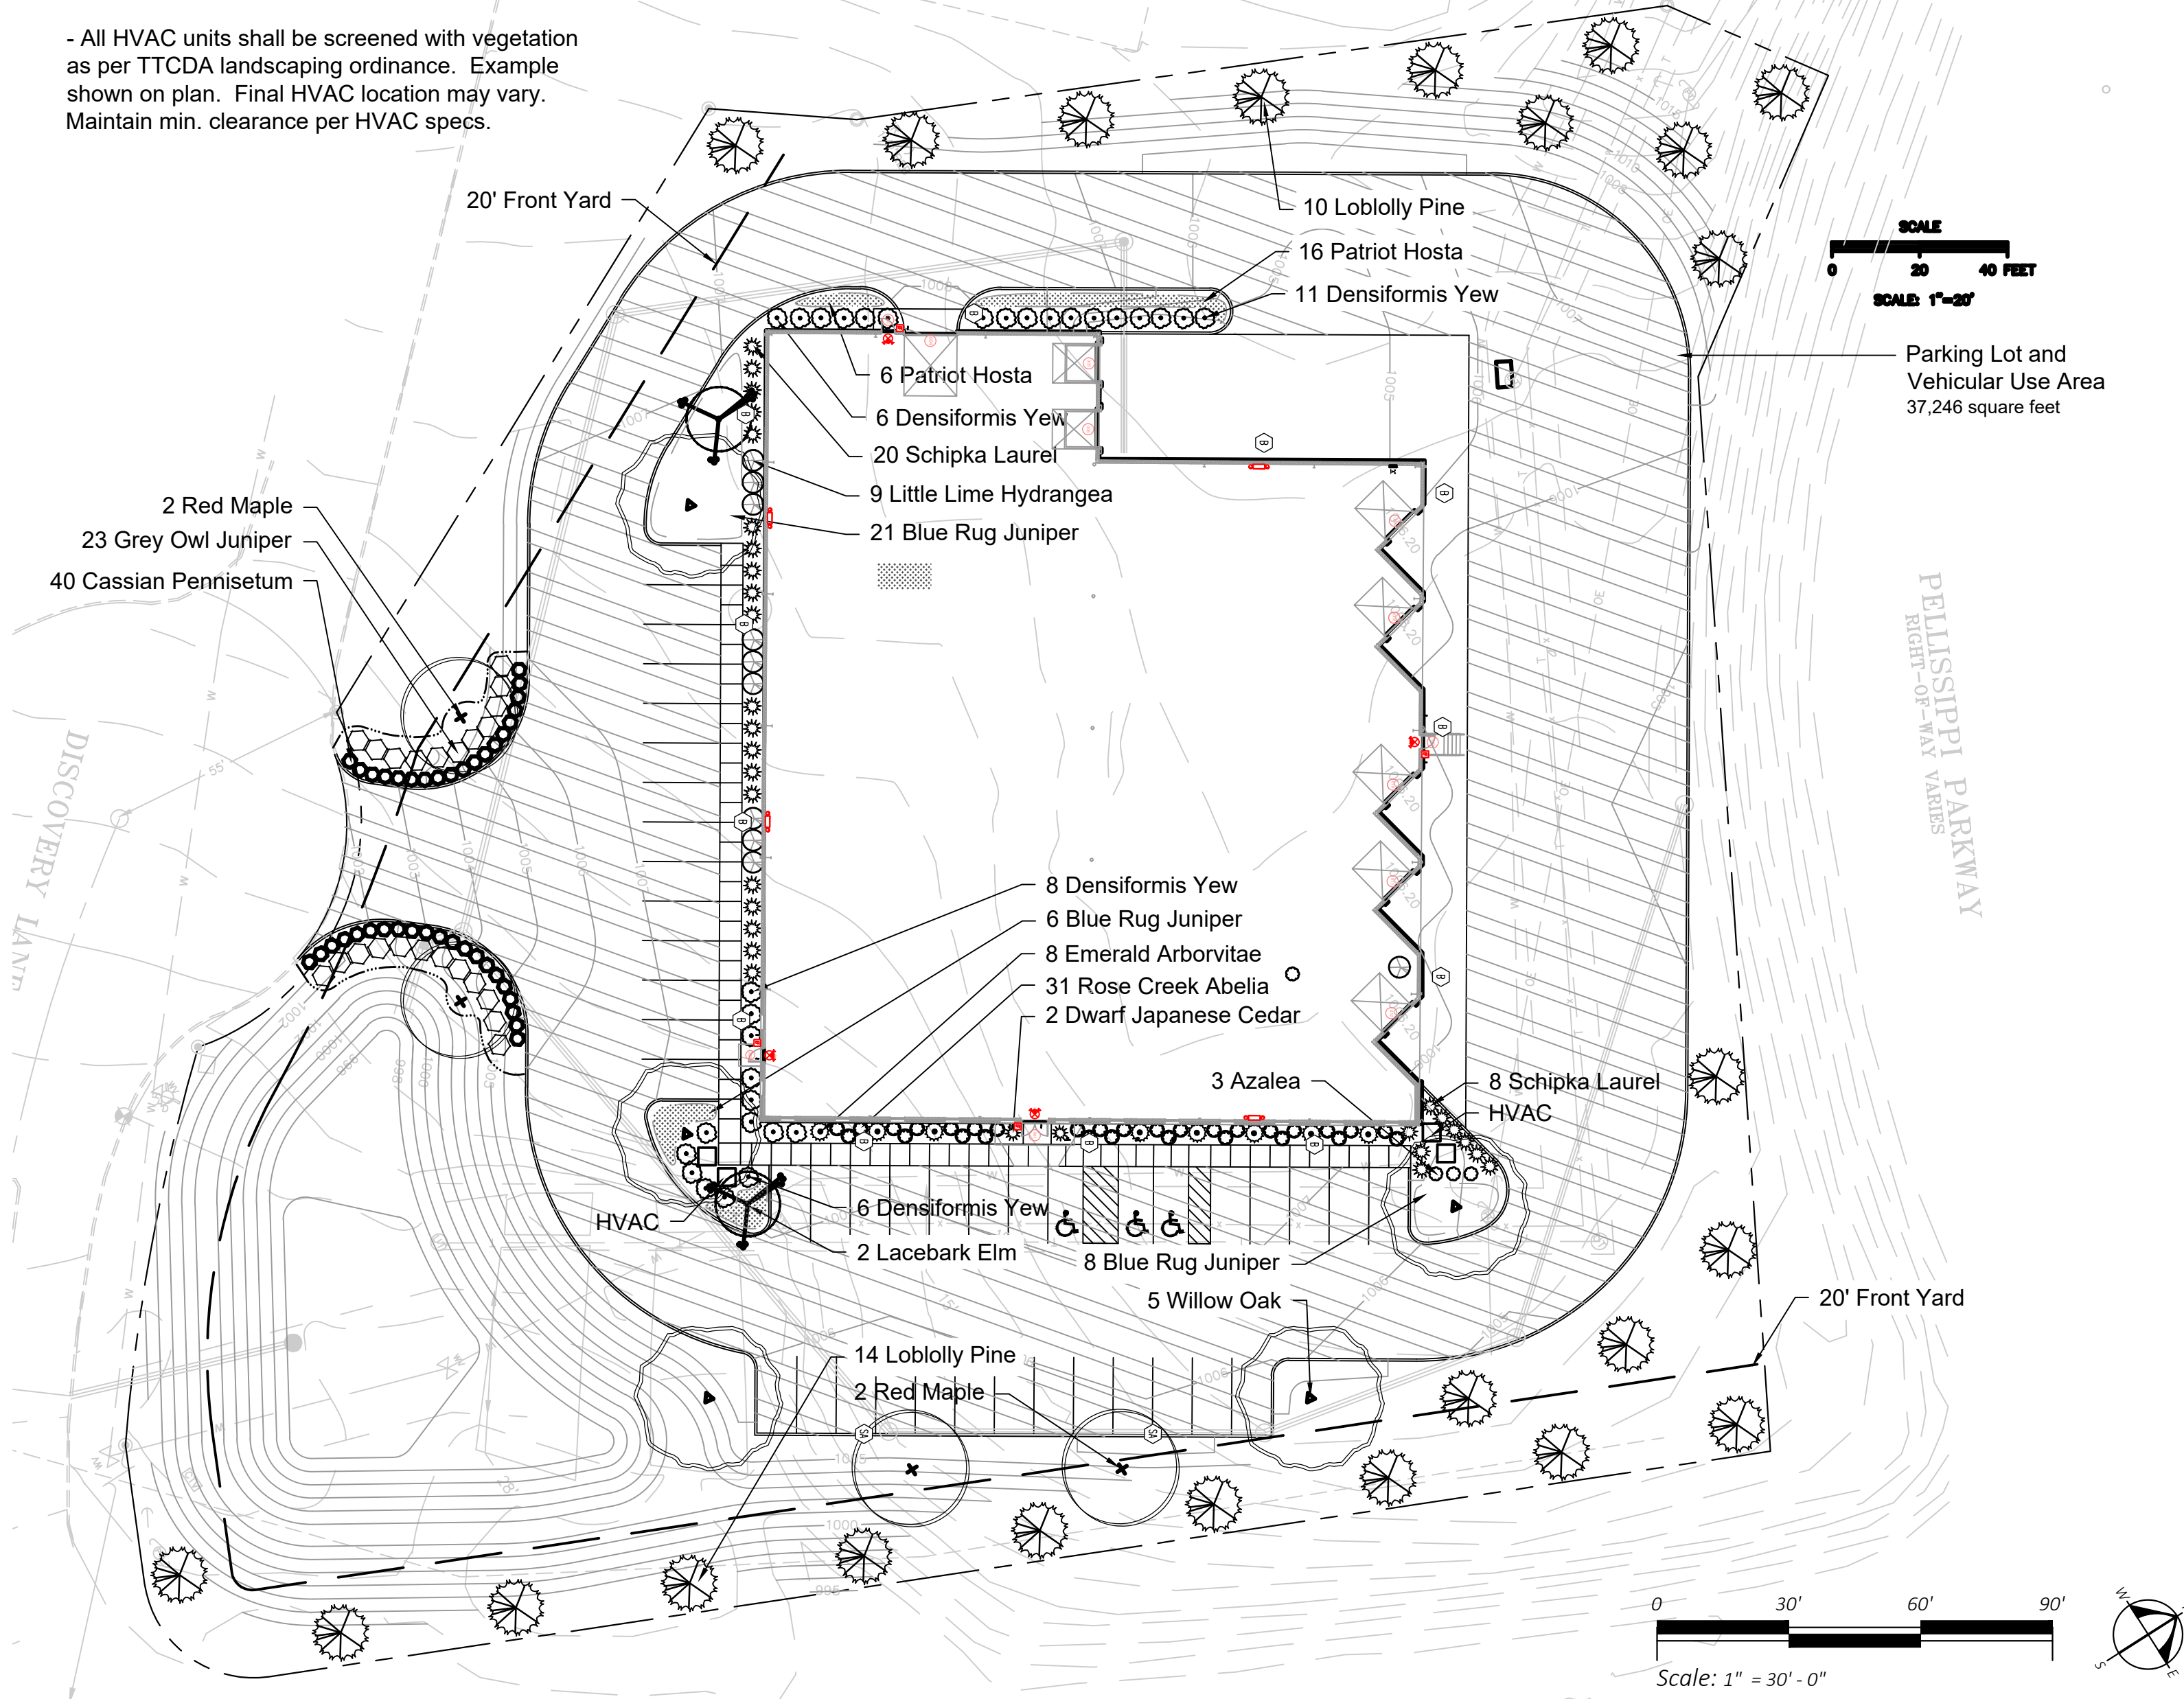 - All HVAC units shall be screened with vegetation
as per TTCDA landscaping ordinance.  Example
shown on plan.  Final HVAC location may vary.
Maintain min. clearance per HVAC specs.
20' Front Yard
10 Loblolly Pine
16 Patriot Hosta
11 Densiformis Yew
SCALE
0 20 40 FEET
SCALE: 1"=20'
Parking Lot and
Vehicular Use Area
37,246 square feet
6 Patriot Hosta
6 Densiformis Yew
20 Schipka Laurel
9 Little Lime Hydrangea
21 Blue Rug Juniper
2 Red Maple
23 Grey Owl Juniper
40 Cassian Pennisetum
PELLISSIPPI PARKWAY
RIGHT-OF-WAY VARIES
DISCOVERY LANE
8 Densiformis Yew
6 Blue Rug Juniper
8 Emerald Arborvitae
31 Rose Creek Abelia
2 Dwarf Japanese Cedar
3 Azalea
8 Schipka Laurel
HVAC
HVAC
6 Densiformis Yew
2 Lacebark Elm
8 Blue Rug Juniper
5 Willow Oak
20' Front Yard
14 Loblolly Pine
2 Red Maple
0 30' 60' 90'
Scale: 1" = 30' - 0"